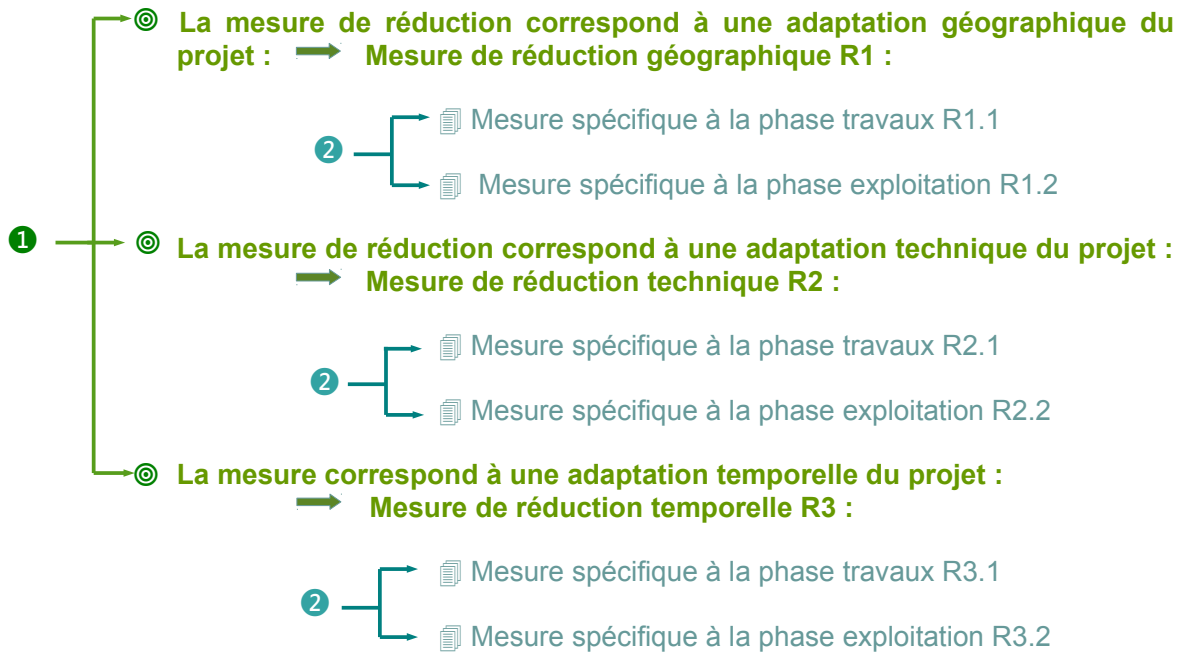 La mesure de réduction correspond à une adaptation géographique du
projet : Mesure de réduction géographique R1 :
Mesure spécifique à la phase travaux R1.1
2
Mesure spécifique à la phase exploitation R1.2
1
La mesure de réduction correspond à une adaptation technique du projet :
Mesure de réduction technique R2 :
Mesure spécifique à la phase travaux R2.1
2
Mesure spécifique à la phase exploitation R2.2
La mesure correspond à une adaptation temporelle du projet :
Mesure de réduction temporelle R3 :
Mesure spécifique à la phase travaux R3.1
2
Mesure spécifique à la phase exploitation R3.2